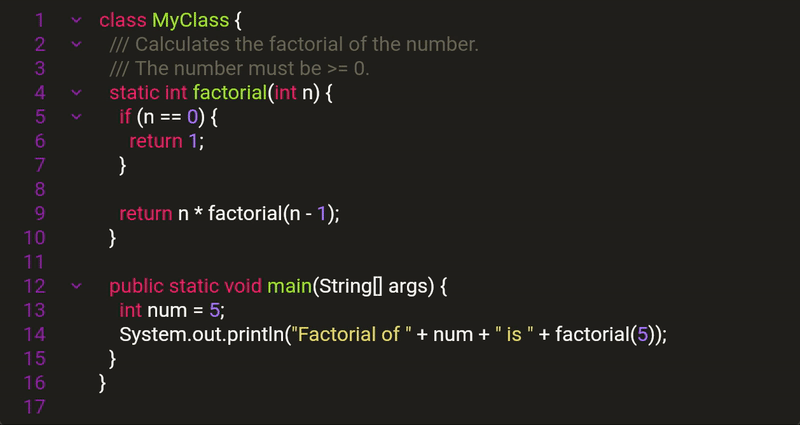 1 class MyClass {
2 /// Calculates the factorial of the number.
3 /// The number must be >= 0.
4 static int factorial(int n) {
5 if (n == 0) {
6 return 1;
7 }
8
9 return n * factorial(n - 1);
10 }
11
12 public static void main(String[] args) {
13 int num = 5;
14 System.out.println("Factorial of " + num + " is " + factorial(5));
15 }
16 }
17